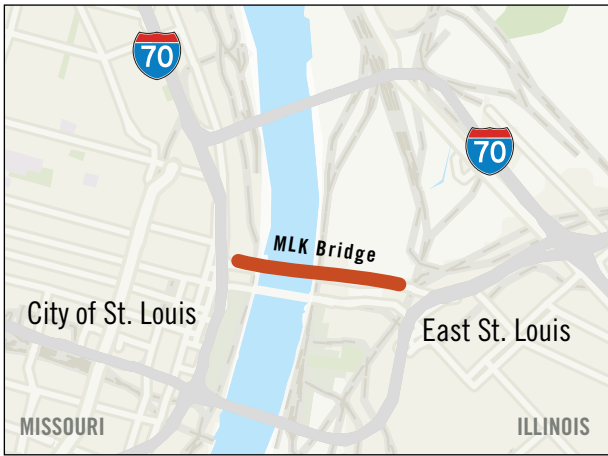 70
70
MLK Bridge
City of St. Louis
East St. Louis
MISSOURI
ILLINOIS